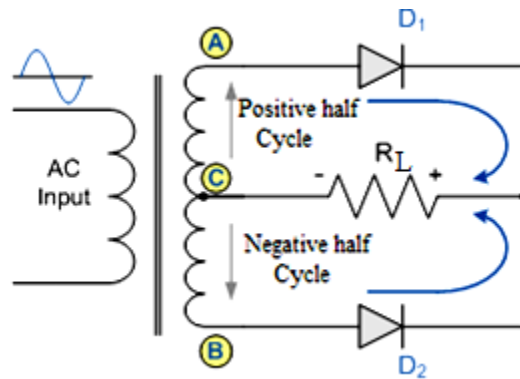 A
D1
Positive half
Cycle
AC
Input
C
- RL +
Negative half
Cycle
B
D2